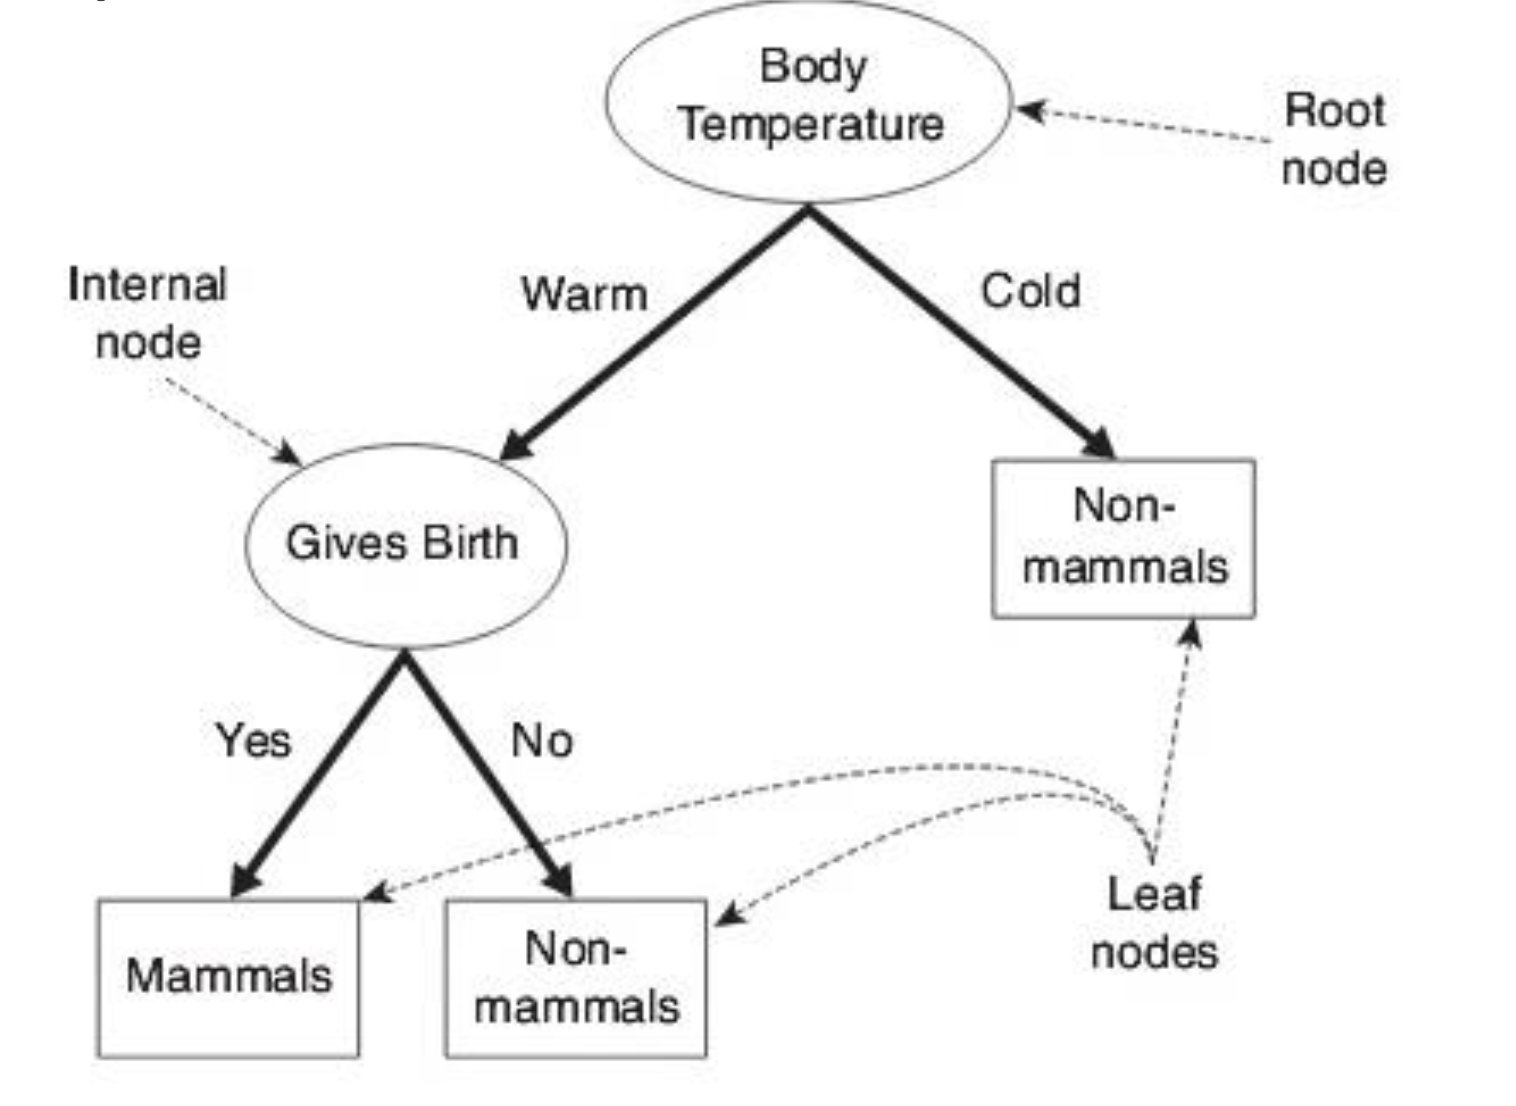 Body
Temperature
Root
node
Internal
node
Warm
Cold
Gives Birth
Non-
mammals
Yes
No
Mammals
Non-
mammals
Leaf
nodes